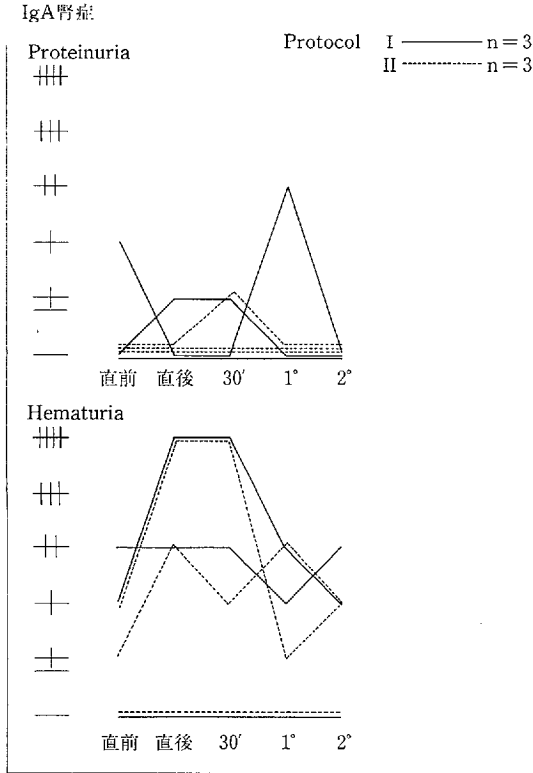 IgA腎症
Protocol I n=3
II n=3
Proteinuria
卌
卅
++
+
±
—
直前 直後 30′ 1° 2°
Hematuria
卌
卅
++
+
±
—
直前 直後 30′ 1° 2°